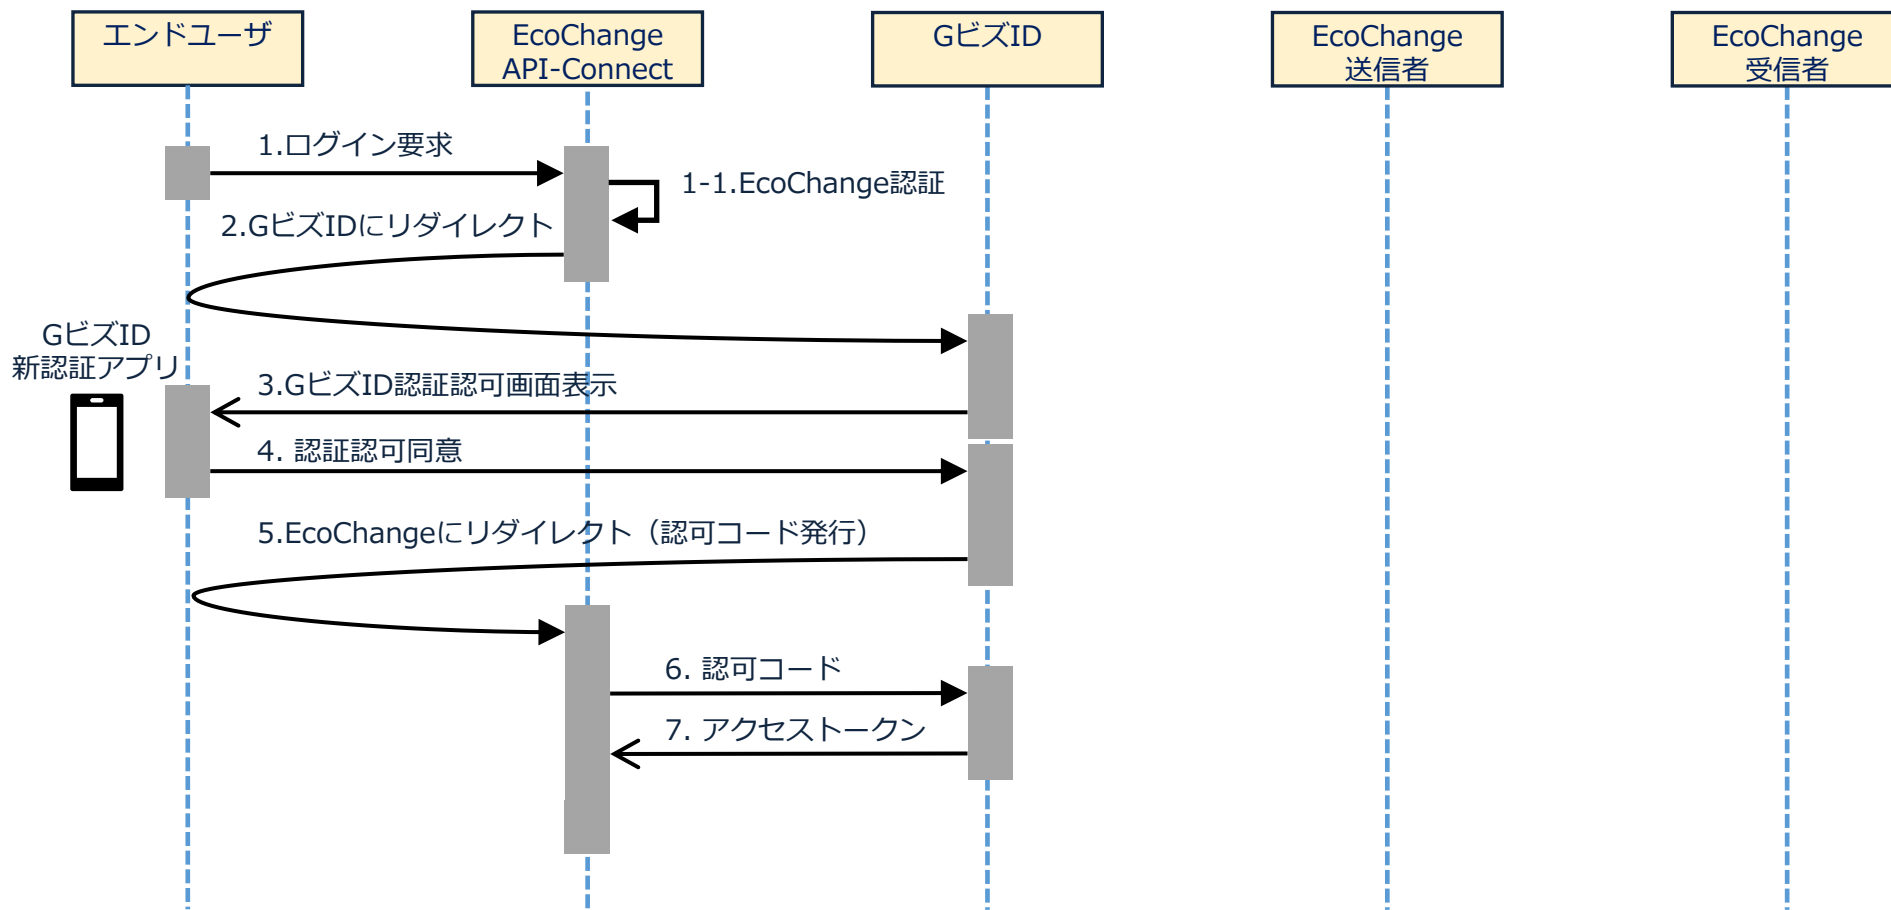 エンドユーザ
EcoChange
API-Connect
GビズID
EcoChange
送信者
EcoChange
受信者
1.ログイン要求
1-1.EcoChange認証
2.GビズIDにリダイレクト
GビズID
新認証アプリ
3.GビズID認証認可画面表示
4. 認証認可同意
5.EcoChangeにリダイレクト（認可コード発行）
6. 認可コード
7. アクセストークン